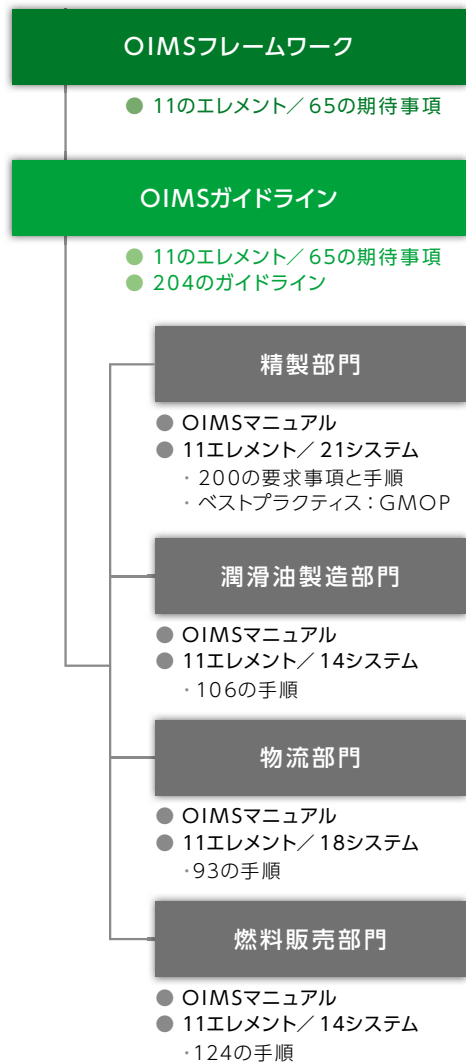 OIMSフレームワーク
● 11のエレメント／65の期待事項
OIMSガイドライン
● 11のエレメント／65の期待事項
● 204のガイドライン
精製部門
● OIMSマニュアル
● 11エレメント／21システム
・200の要求事項と手順
・ベストプラクティス：GMOP
潤滑油製造部門
● OIMSマニュアル
● 11エレメント／14システム
・106の手順
物流部門
● OIMSマニュアル
● 11エレメント／18システム
・93の手順
燃料販売部門
● OIMSマニュアル
● 11エレメント／14システム
・124の手順